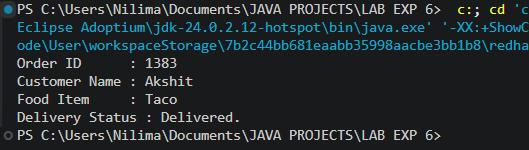 PS C:\Users\Nilima\Documents\JAVA PROJECTS\LAB EXP 6>  c:; cd 'c
Eclipse Adoptium\jdk-24.0.2.12-hotspot\bin\java.exe' '-XX:+ShowC
ode\User\workspaceStorage\7b2c44bb681eaabb35998aacbe3bb1b8\redha
Order ID        : 1383
Customer Name : Akshit
Food Item       : Taco
Delivery Status : Delivered.
PS C:\Users\Nilima\Documents\JAVA PROJECTS\LAB EXP 6>